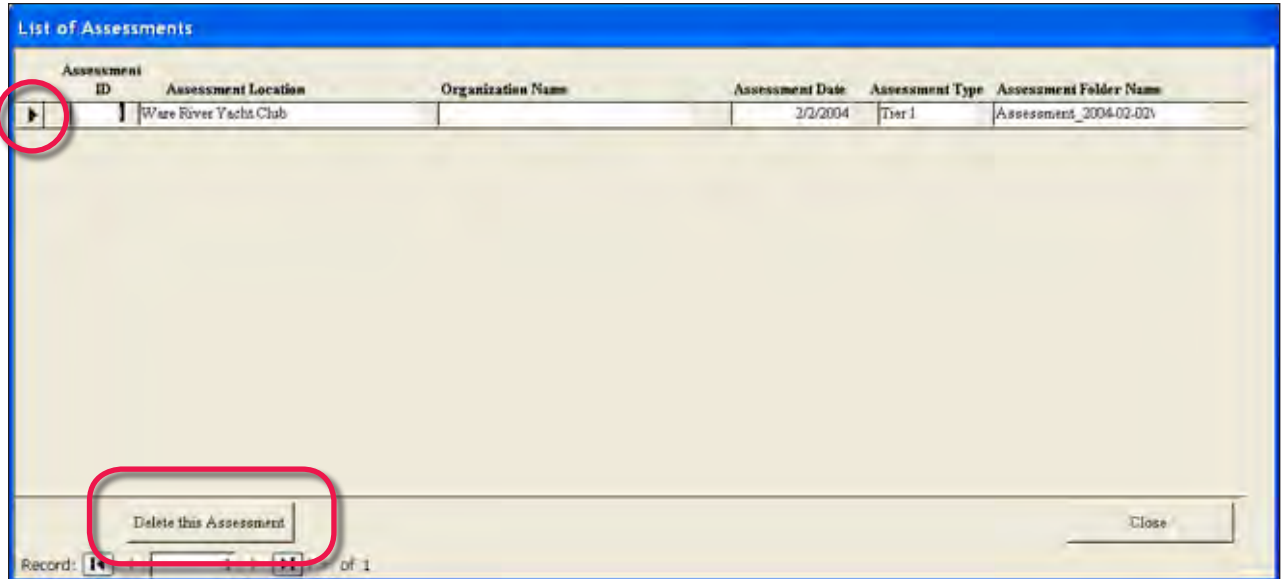 List of Assessments
Assessment ID Assessment Location Organization Name Assessment Date Assessment Type Assessment Folder Name
1 Ware River Yacht Club 2/2/2004 Tier 1 Assessment_2004-02-02\
Delete this Assessment Close
Record: of 1